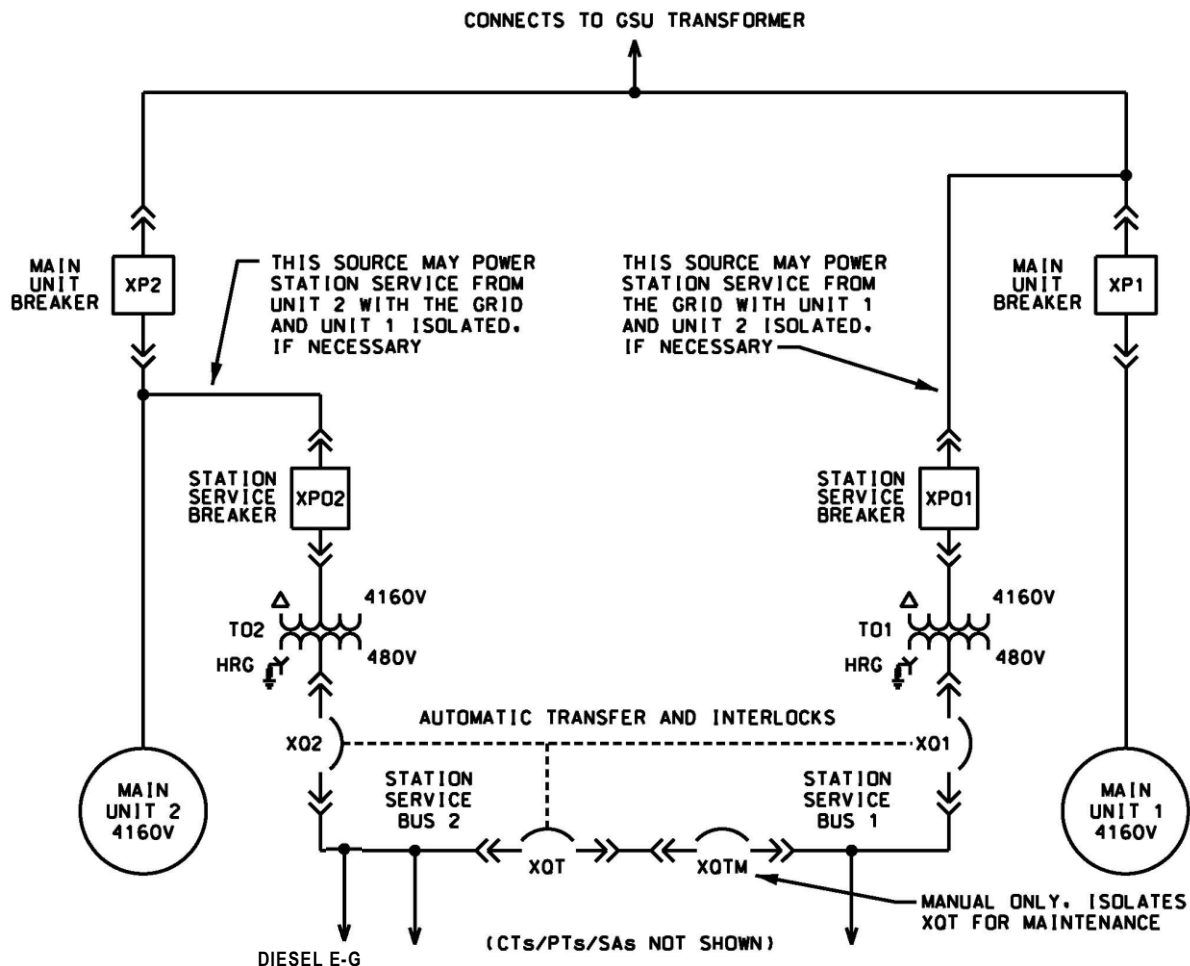 CONNECTS TO GSU TRANSFORMER
MAIN
UNIT
BREAKER
XP2
THIS SOURCE MAY POWER
STATION SERVICE FROM
UNIT 2 WITH THE GRID
AND UNIT 1 ISOLATED.
IF NECESSARY
THIS SOURCE MAY POWER
STATION SERVICE FROM
THE GRID WITH UNIT 1
AND UNIT 2 ISOLATED.
IF NECESSARY
MAIN
UNIT
BREAKER
XP1
STATION
SERVICE
BREAKER
XPO2
STATION
SERVICE
BREAKER
XPO1
4160V
TO2
480V
HRG
4160V
TO1
480V
HRG
AUTOMATIC TRANSFER AND INTERLOCKS
XQ2
XQ1
MAIN
UNIT 2
4160V
STATION
SERVICE
BUS 2
STATION
SERVICE
BUS 1
MAIN
UNIT 1
4160V
XQT
XQTM
MANUAL ONLY. ISOLATES
XQT FOR MAINTENANCE
(CTs/PTs/SAs NOT SHOWN)
DIESEL E-G